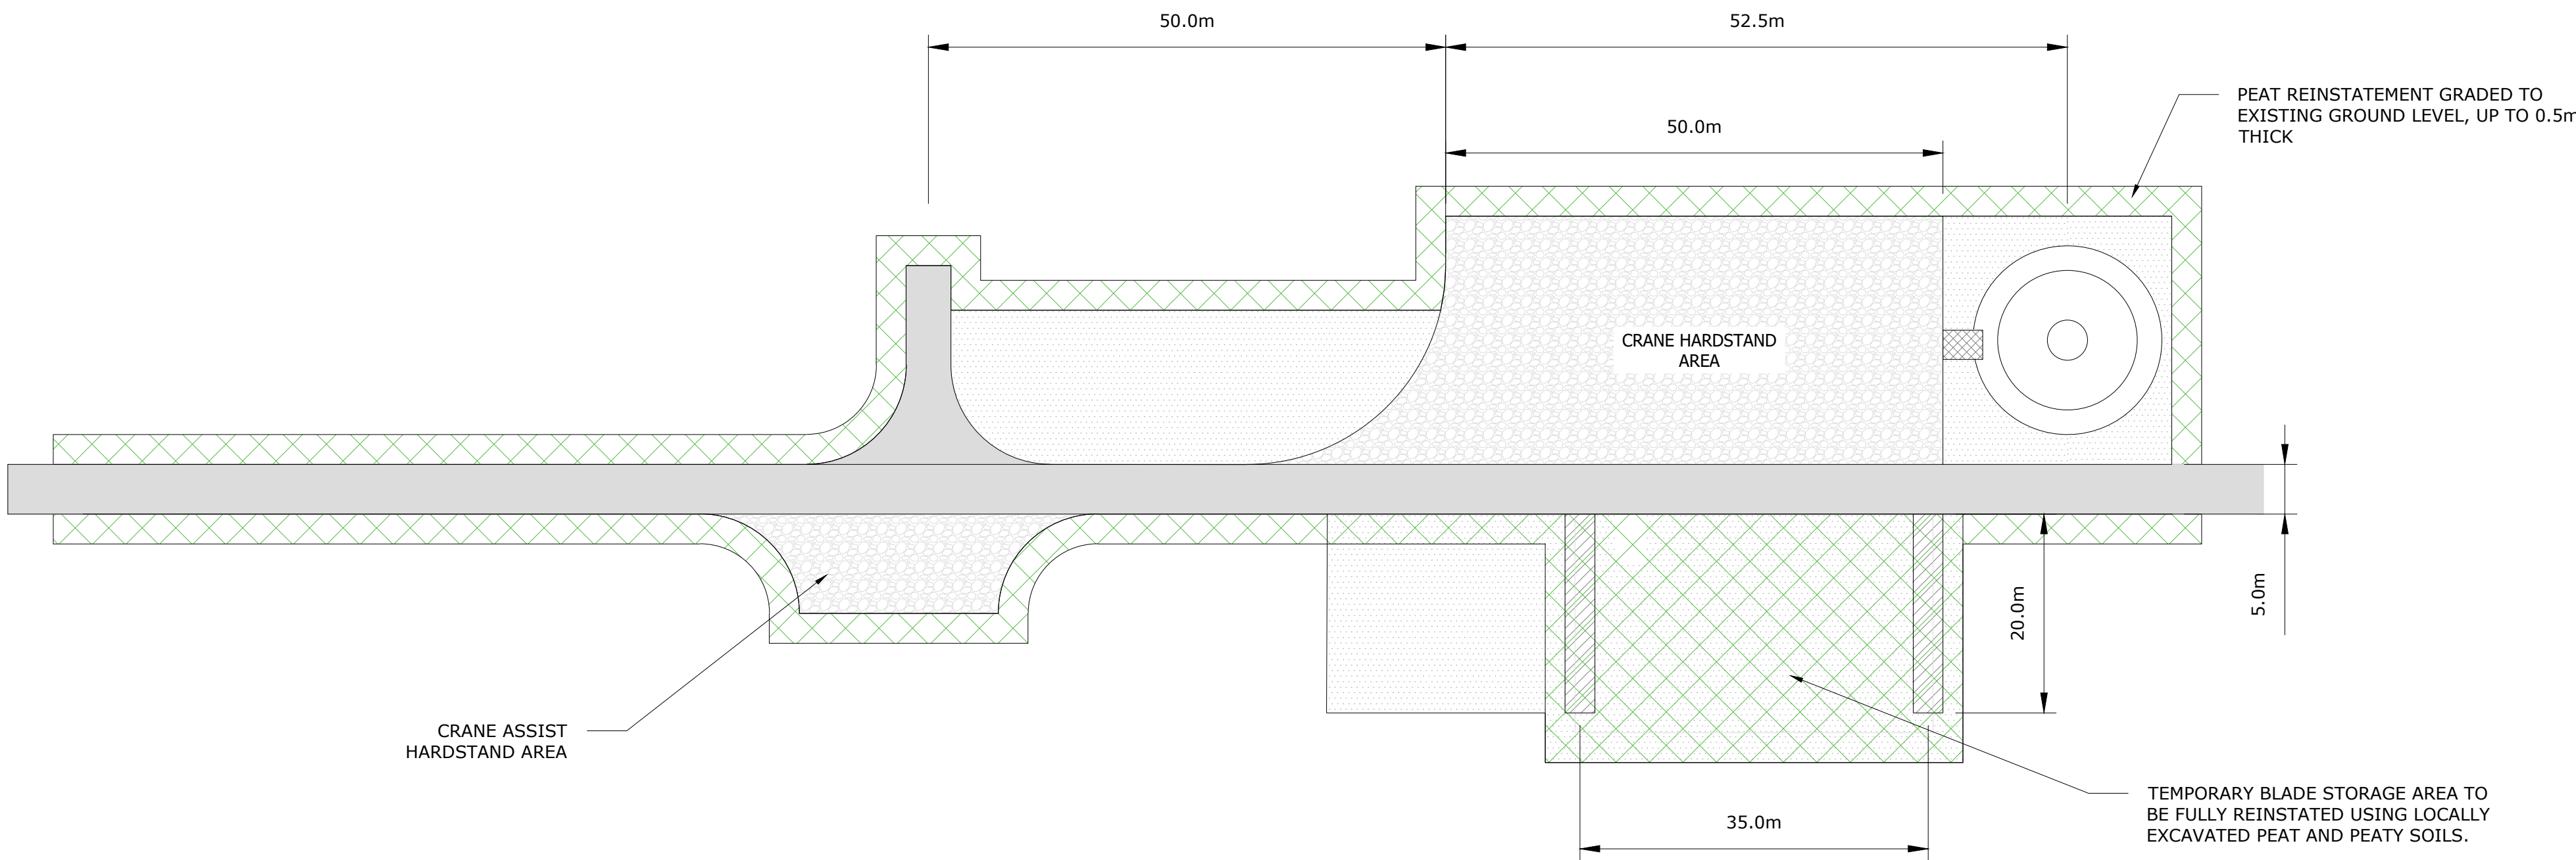 50.0m
52.5m
PEAT REINSTATEMENT GRADED TO
EXISTING GROUND LEVEL, UP TO 0.5m
THICK
50.0m
CRANE HARDSTAND
AREA
5.0m
20.0m
CRANE ASSIST
HARDSTAND AREA
TEMPORARY BLADE STORAGE AREA TO
BE FULLY REINSTATED USING LOCALLY
EXCAVATED PEAT AND PEATY SOILS.
35.0m